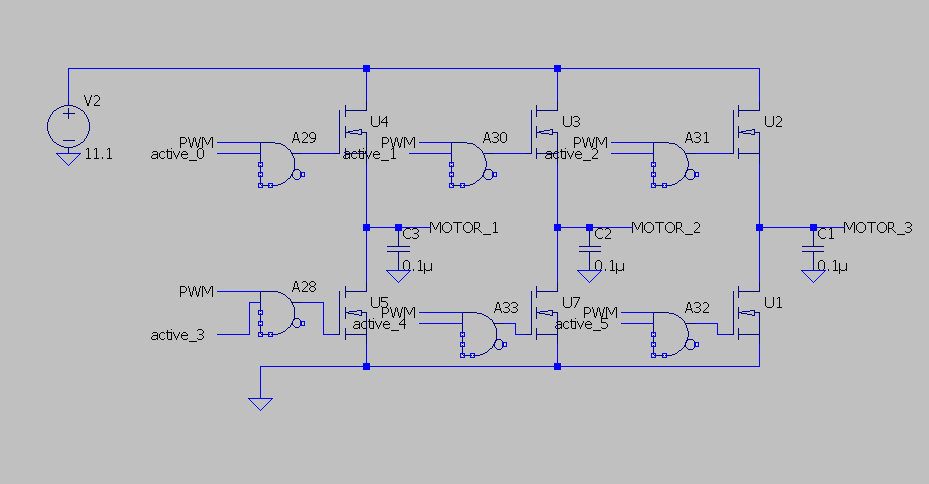 V2
11.1
PWM
active_0
A29
U4
PWM
active_1
A30
U3
PWM
active_2
A31
U2
MOTOR_1
C3
0.1µ
MOTOR_2
C2
0.1µ
MOTOR_3
C1
0.1µ
PWM
active_3
A28
U5
PWM
active_4
A33
U7
PWM
active_5
A32
U1